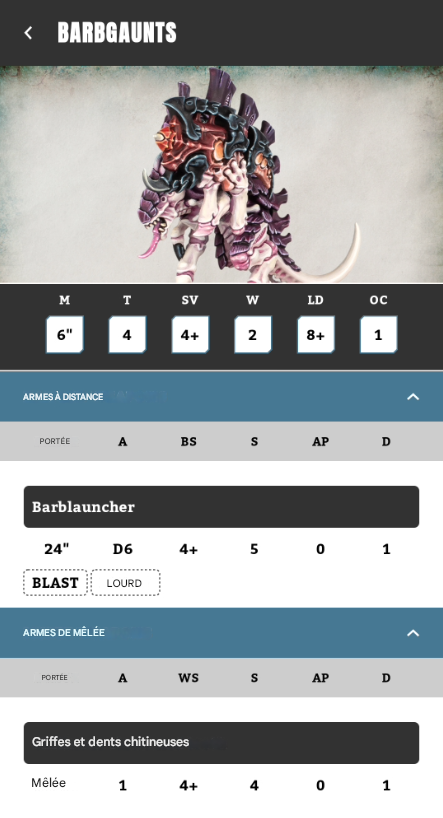 BARBGAUNTS
M T SV W LD OC
6" 4 4+ 2 8+ 1
ARMES À DISTANCE
PORTÉE A BS S AP D
Barblauncher
24" D6 4+ 5 0 1
BLAST LOURD
ARMES DE MÊLÉE
PORTÉE A WS S AP D
Griffes et dents chitineuses
Mêlée 1 4+ 4 0 1